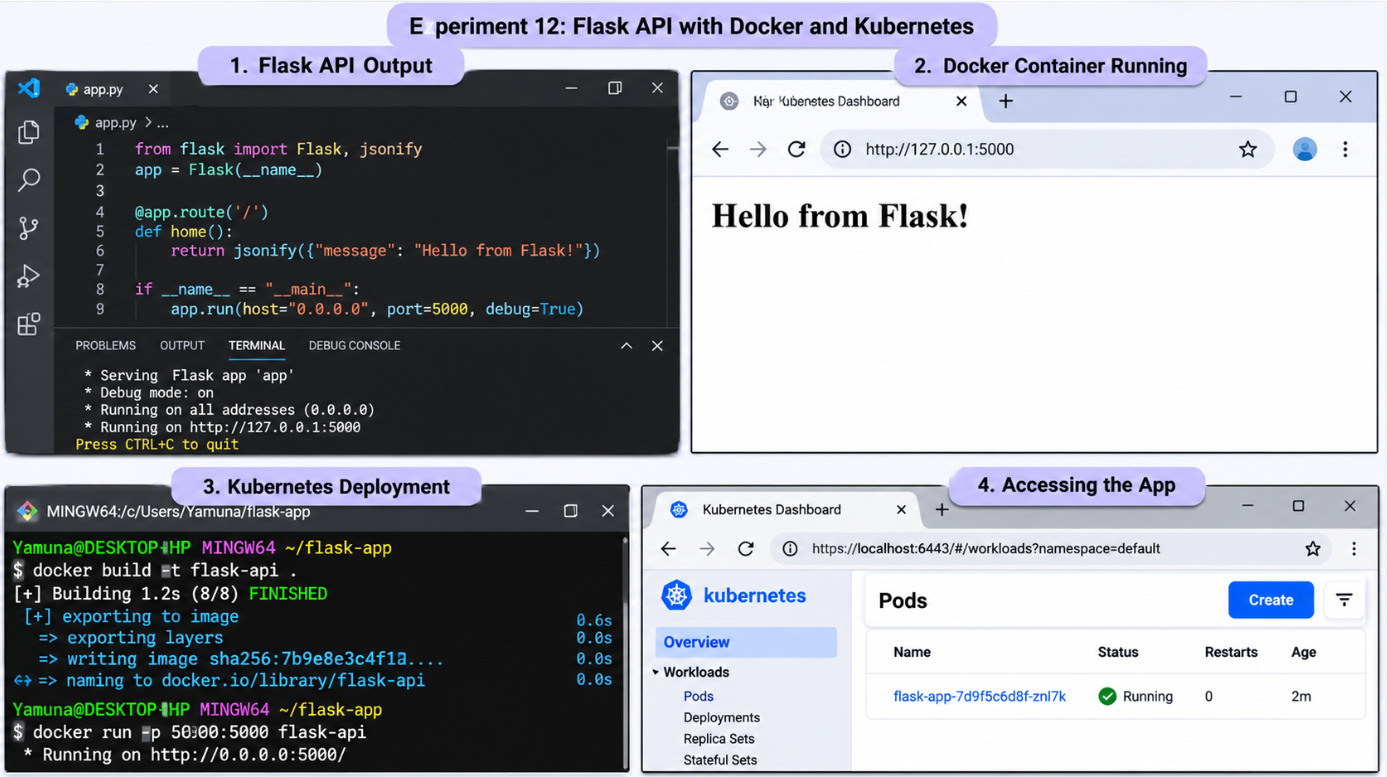 Experiment 12: Flask API with Docker and Kubernetes
1. Flask API Output
app.py
app.py > ...
1 from flask import Flask, jsonify
2 app = Flask(__name__)
3
4 @app.route('/')
5 def home():
6 return jsonify({"message": "Hello from Flask!"})
7
8 if __name__ == "__main__":
9 app.run(host="0.0.0.0", port=5000, debug=True)
PROBLEMS OUTPUT TERMINAL DEBUG CONSOLE
* Serving Flask app 'app'
* Debug mode: on
* Running on all addresses (0.0.0.0)
* Running on http://127.0.0.1:5000
Press CTRL+C to quit
2. Docker Container Running
Dashboard
http://127.0.0.1:5000
Hello from Flask!
3. Kubernetes Deployment
MINGW64:/c/Users/Yamuna/flask-app
Yamuna@DESKTOP-HP MINGW64 ~/flask-app
$ docker build -t flask-api .
[+] Building 1.2s (8/8) FINISHED
[+] exporting to image 0.6s
=> exporting layers 0.0s
=> writing image 0.0s
=> naming to docker.io/library/flask-api 0.0s
Yamuna@DESKTOP-HP MINGW64 ~/flask-app
$ docker run -p :5000 flask-api
* Running on http://0.0.0.0:5000/
4. Accessing the App
Kubernetes Dashboard
https://localhost:6443/#/workloads?namespace=default
kubernetes
Overview
Workloads
Pods
Deployments
Replica Sets
Stateful Sets
Pods
Create
Name Status Restarts Age
flask-app-7d9f5c6d8f-znl7k Running 0 2m